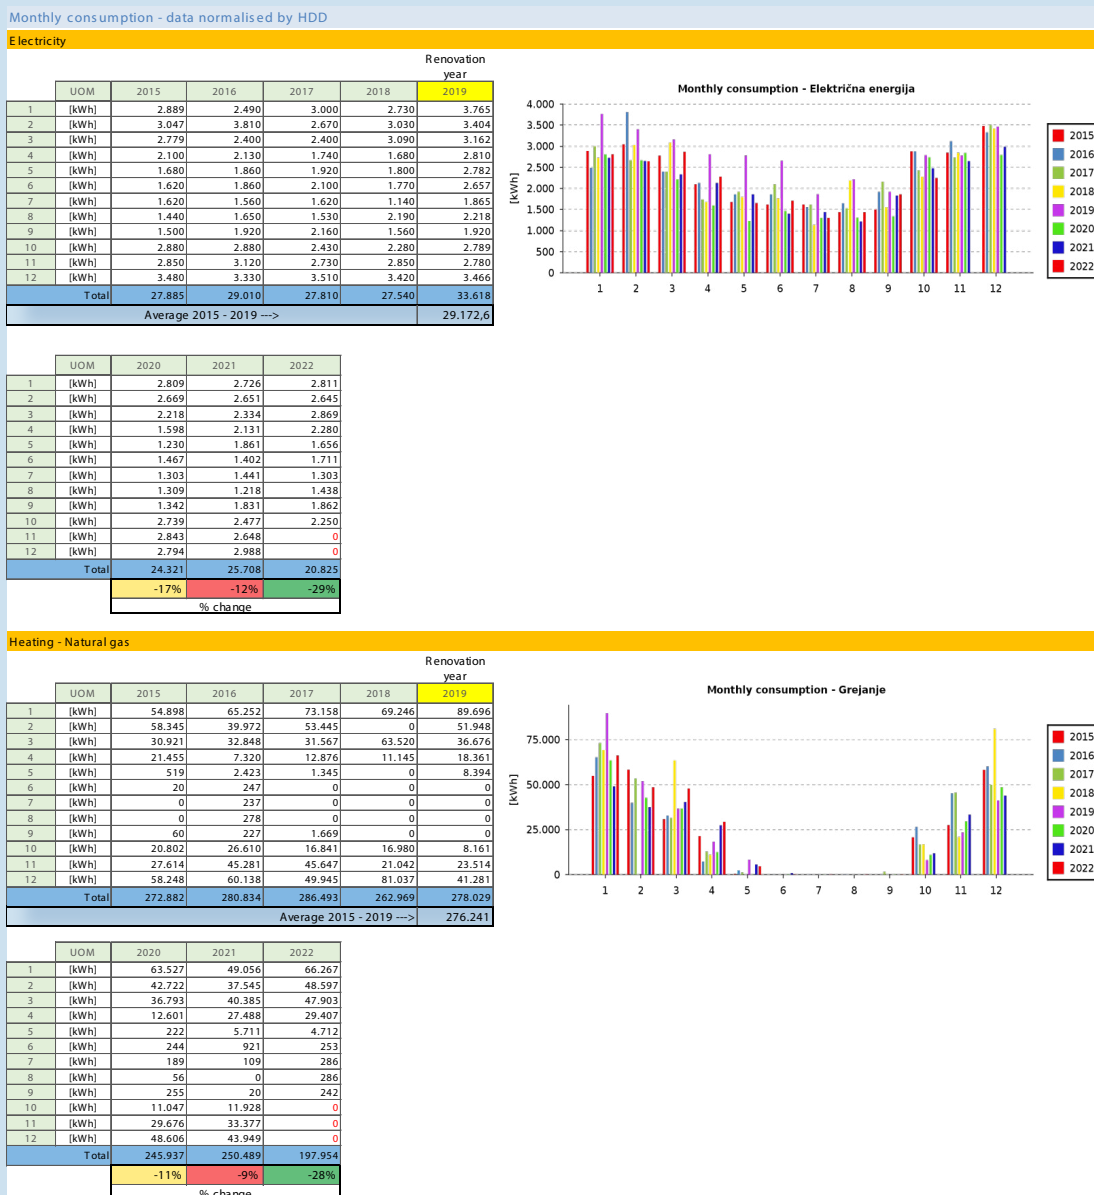 Monthly consumption - data normalised by HDD
Electricity
Renovation
year
UOM 2015 2016 2017 2018 2019
1 [kWh] 2.889 2.490 3.000 2.730 3.765
2 [kWh] 3.047 3.810 2.670 3.030 3.404
3 [kWh] 2.779 2.400 2.400 3.090 3.162
4 [kWh] 2.100 2.130 1.740 1.680 2.810
5 [kWh] 1.680 1.860 1.920 1.800 2.782
6 [kWh] 1.620 1.860 2.100 1.770 2.657
7 [kWh] 1.620 1.560 1.620 1.140 1.865
8 [kWh] 1.440 1.650 1.530 2.190 2.218
9 [kWh] 1.500 1.920 2.160 1.560 1.920
10 [kWh] 2.880 2.880 2.430 2.280 2.789
11 [kWh] 2.850 3.120 2.730 2.850 2.780
12 [kWh] 3.480 3.330 3.510 3.420 3.466
Total 27.885 29.010 27.810 27.540 33.618
Average 2015 - 2019 ---> 29.172,6
Monthly consumption - Električna energija
[kWh]
4.000
3.500
3.000
2.500
2.000
1.500
1.000
500
0
1 2 3 4 5 6 7 8 9 10 11 12
2015
2016
2017
2018
2019
2020
2021
2022
UOM 2020 2021 2022
1 [kWh] 2.809 2.726 2.811
2 [kWh] 2.669 2.651 2.645
3 [kWh] 2.218 2.334 2.869
4 [kWh] 1.598 2.131 2.280
5 [kWh] 1.230 1.861 1.656
6 [kWh] 1.467 1.402 1.711
7 [kWh] 1.303 1.441 1.303
8 [kWh] 1.309 1.218 1.438
9 [kWh] 1.342 1.831 1.862
10 [kWh] 2.739 2.477 2.250
11 [kWh] 2.843 2.648 0
12 [kWh] 2.794 2.988 0
Total 24.321 25.708 20.825
-17% -12% -29%
% change
Heating - Natural gas
Renovation
year
UOM 2015 2016 2017 2018 2019
1 [kWh] 54.898 65.252 73.158 69.246 89.696
2 [kWh] 58.345 39.972 53.445 0 51.948
3 [kWh] 30.921 32.848 31.567 63.520 36.676
4 [kWh] 21.455 7.320 12.876 11.145 18.361
5 [kWh] 519 2.423 1.345 0 8.394
6 [kWh] 20 247 0 0 0
7 [kWh] 0 237 0 0 0
8 [kWh] 0 278 0 0 0
9 [kWh] 60 227 1.669 0 0
10 [kWh] 20.802 26.610 16.841 16.980 8.161
11 [kWh] 27.614 45.281 45.647 21.042 23.514
12 [kWh] 58.248 60.138 49.945 81.037 41.281
Total 272.882 280.834 286.493 262.969 278.029
Average 2015 - 2019 ---> 276.241
Monthly consumption - Grejanje
[kWh]
75.000
50.000
25.000
0
1 2 3 4 5 6 7 8 9 10 11 12
2015
2016
2017
2018
2019
2020
2021
2022
UOM 2020 2021 2022
1 [kWh] 63.527 49.056 66.267
2 [kWh] 42.722 37.545 48.597
3 [kWh] 36.793 40.385 47.903
4 [kWh] 12.601 27.488 29.407
5 [kWh] 222 5.711 4.712
6 [kWh] 244 921 253
7 [kWh] 189 109 286
8 [kWh] 56 0 286
9 [kWh] 255 20 242
10 [kWh] 11.047 11.928 0
11 [kWh] 29.676 33.377 0
12 [kWh] 48.606 43.949 0
Total 245.937 250.489 197.954
-11% -9% -28%
% change